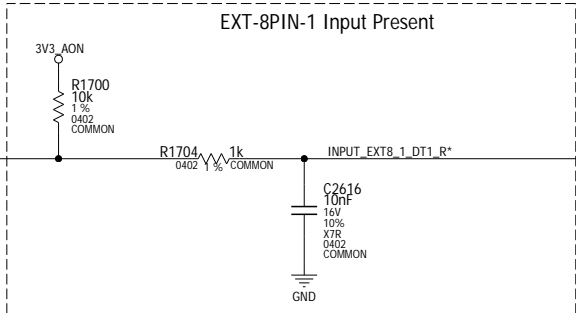 EXT-8PIN-1 Input Present
3V3_AON
R1700
10k
1 %
0402
COMMON
R1704 1k
0402 1 % COMMON
INPUT_EXT8_1_DT1_R*
C2616
10nF
16V
10%
X7R
0402
COMMON
GND